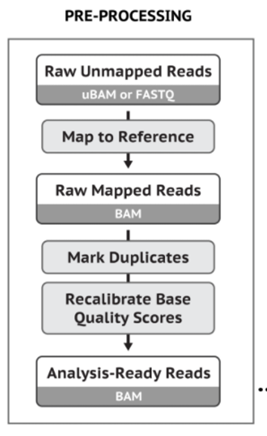 PRE-PROCESSING
Raw Unmapped Reads
uBAM or FASTQ
Map to Reference
Raw Mapped Reads
BAM
Mark Duplicates
Recalibrate Base
Quality Scores
Analysis-Ready Reads
BAM